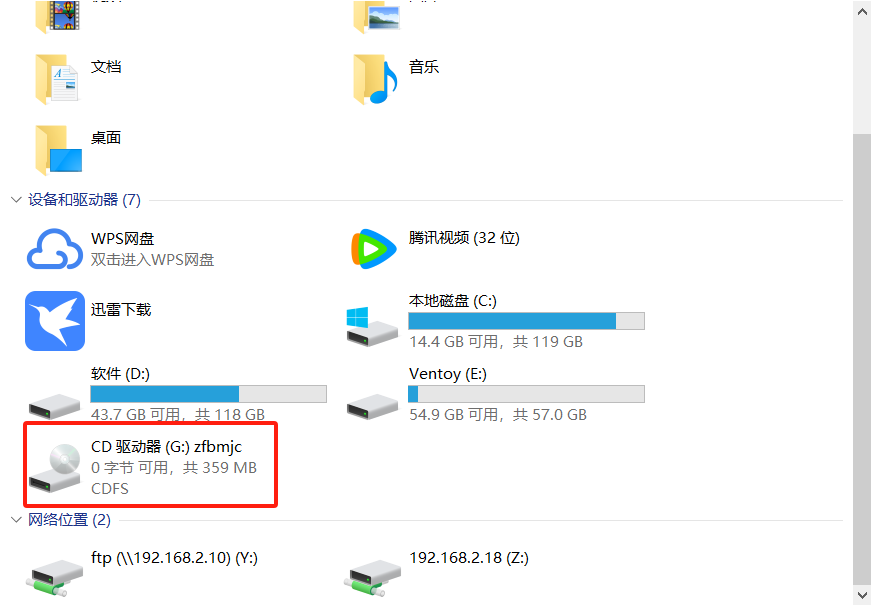 文档
音乐
桌面
设备和驱动器 (7)
WPS网盘
双击进入WPS网盘
腾讯视频 (32 位)
迅雷下载
本地磁盘 (C:)
14.4 GB 可用，共 119 GB
软件 (D:)
43.7 GB 可用，共 118 GB
Ventoy (E:)
54.9 GB 可用，共 57.0 GB
CD 驱动器 (G:) zfbmjc
0 字节 可用，共 359 MB
CDFS
网络位置 (2)
ftp (\\192.168.2.10) (Y:)
192.168.2.18 (Z:)